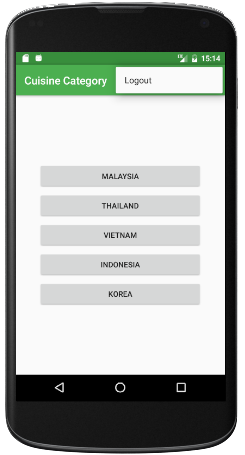 15:14
Cuisine Category
Logout
MALAYSIA
THAILAND
VIETNAM
INDONESIA
KOREA